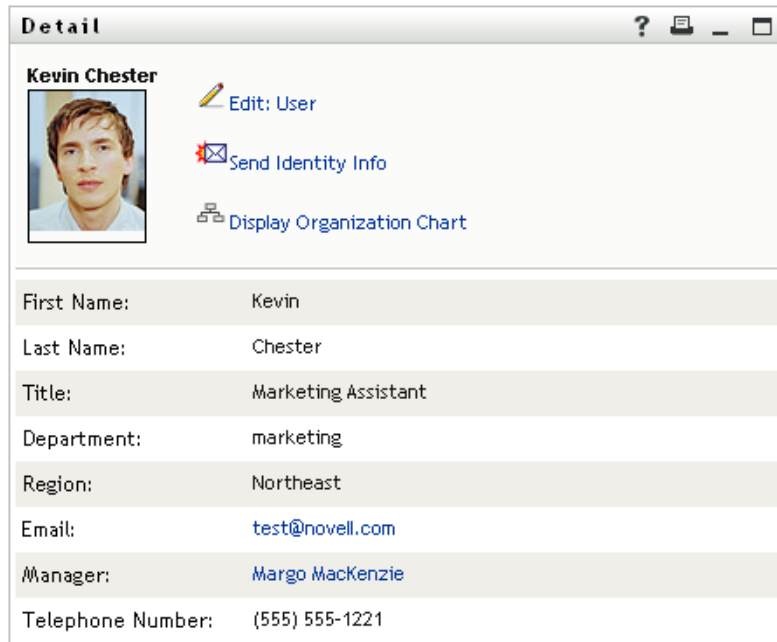 Detail
Kevin Chester
Edit: User
Send Identity Info
Display Organization Chart
First Name: Kevin
Last Name: Chester
Title: Marketing Assistant
Department: marketing
Region: Northeast
Email: test@novell.com
Manager: Margo MacKenzie
Telephone Number: (555) 555-1221